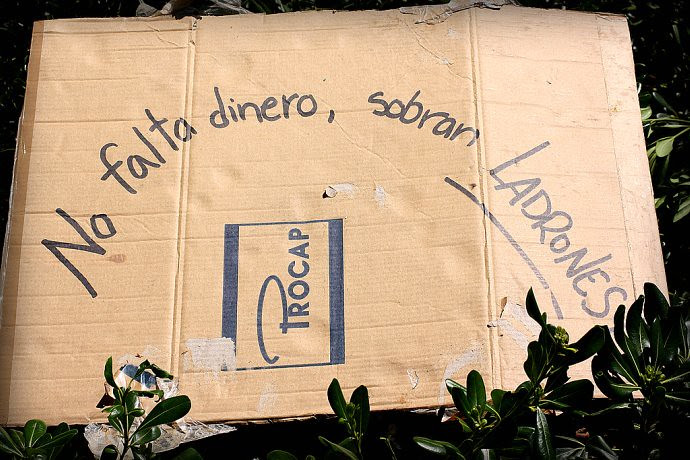 No falta dinero, sobran LADRONES
PROCAP